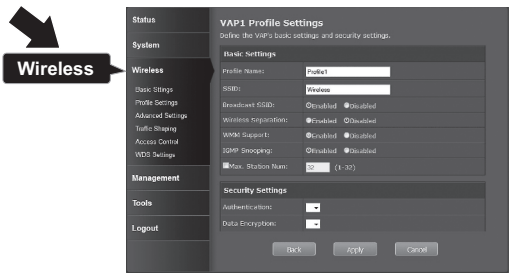 Wireless
Status
System
Wireless
Basic Sttings
Profile Settings
Advanced Settings
Traffic Shaping
Access Control
WDS Settings
Management
Tools
Logout
VAP1 Profile Settings
Define the VAP's basic settings and security settings.
Basic Settings
Profile Name: Profile1
SSID: Wireless
Broadcast SSID: Enabled Disabled
Wireless Separation: Enabled Disabled
WMM Support: Enabled Disabled
IGMP Snooping: Enabled Disabled
Max. Station Num: 32 (1-32)
Security Settings
Authentication:
Data Encryption:
Back Apply Cancel